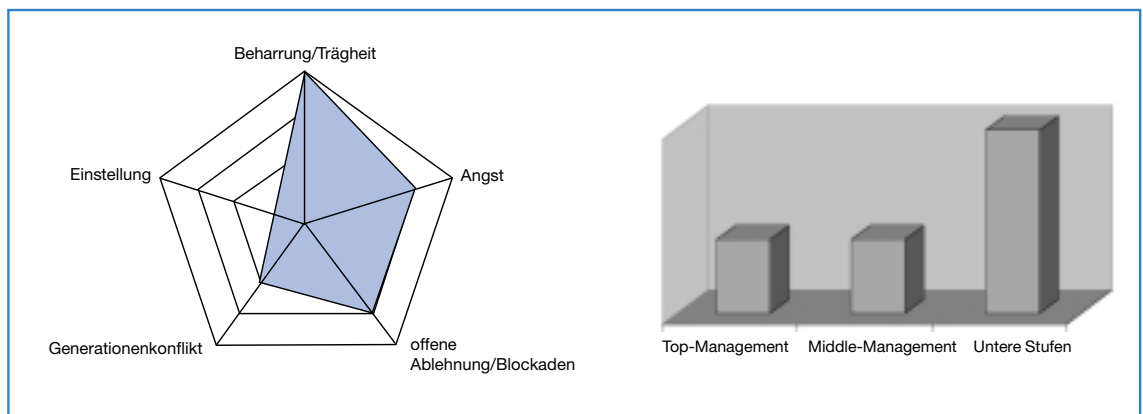 Beharrung/Trägheit
Einstellung
Angst
Generationenkonflikt
offene
Ablehnung/Blockaden
Top-Management
Middle-Management
Untere Stufen